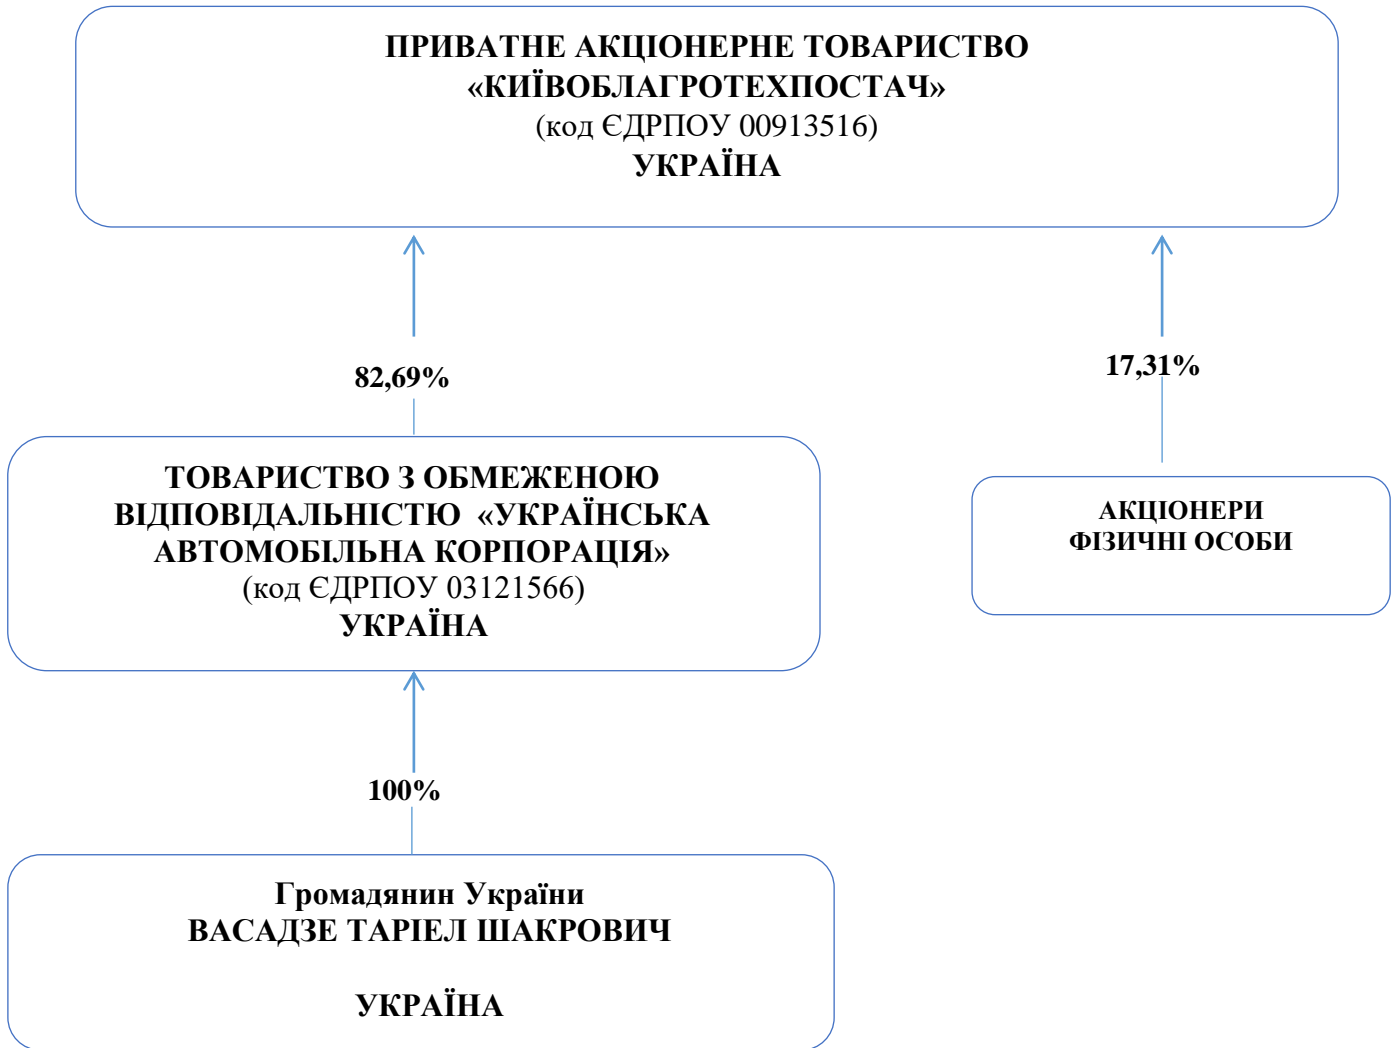 ПРИВАТНЕ АКЦІОНЕРНЕ ТОВАРИСТВО
«КИЇВОБЛАГРОТЕХПОСТАЧ»
(код ЄДРПОУ 00913516)
УКРАЇНА
82,69%
17,31%
ТОВАРИСТВО З ОБМЕЖЕНОЮ
ВІДПОВІДАЛЬНІСТЮ «УКРАЇНСЬКА
АВТОМОБІЛЬНА КОРПОРАЦІЯ»
(код ЄДРПОУ 03121566)
УКРАЇНА
АКЦІОНЕРИ
ФІЗИЧНІ ОСОБИ
100%
Громадянин України
ВАСАДЗЕ ТАРІЕЛ ШАКРОВИЧ
УКРАЇНА